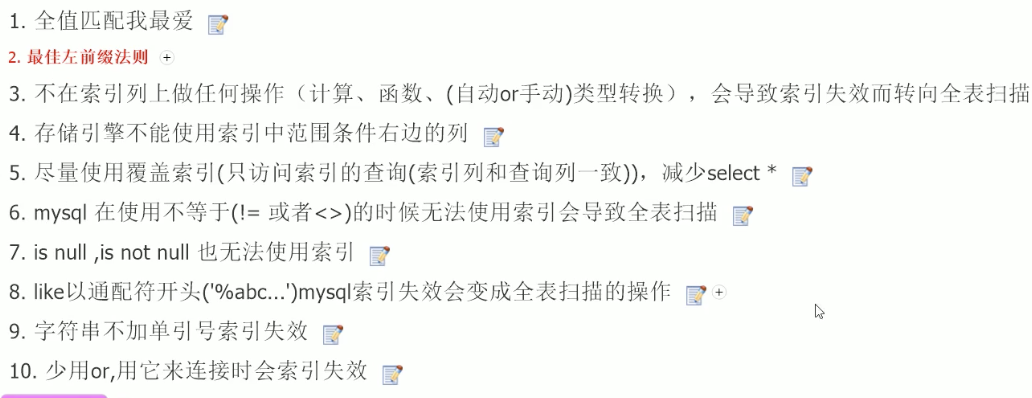 1. 全值匹配我最爱
2. 最佳左前缀法则
3. 不在索引列上做任何操作（计算、函数、(自动or手动)类型转换），会导致索引失效而转向全表扫描
4. 存储引擎不能使用索引中范围条件右边的列
5. 尽量使用覆盖索引(只访问索引的查询(索引列和查询列一致))，减少select *
6. mysql 在使用不等于(!= 或者<>)的时候无法使用索引会导致全表扫描
7. is null ,is not null 也无法使用索引
8. like以通配符开头('%abc...')mysql索引失效会变成全表扫描的操作
9. 字符串不加单引号索引失效
10. 少用or,用它来连接时会索引失效